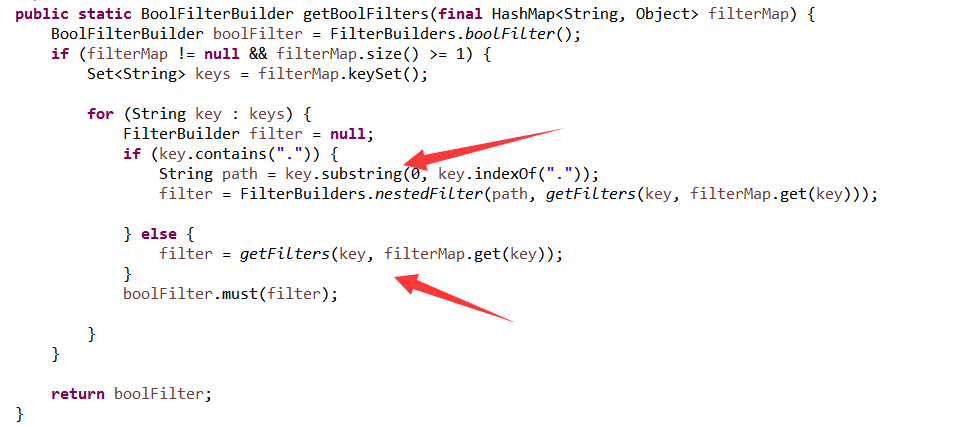 public static BoolFilterBuilder getBoolFilters(final HashMap<String, Object> filterMap) {
BoolFilterBuilder boolFilter = FilterBuilders.boolFilter();
if (filterMap != null && filterMap.size() >= 1) {
Set<String> keys = filterMap.keySet();
for (String key : keys) {
FilterBuilder filter = null;
if (key.contains(".")) {
String path = key.substring(0, key.indexOf("."));
filter = FilterBuilders.nestedFilter(path, getFilters(key, filterMap.get(key)));
} else {
filter = getFilters(key, filterMap.get(key));
}
boolFilter.must(filter);
}
}
return boolFilter;
}